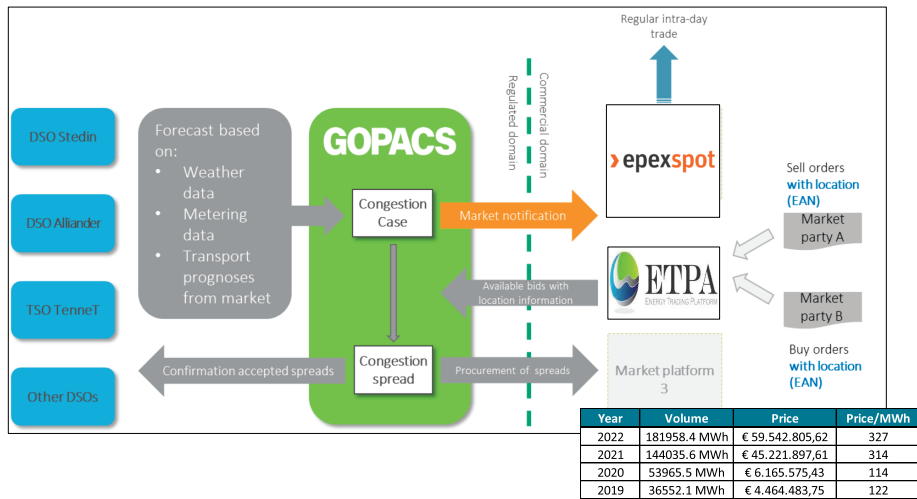 Regular intra-day
trade
Regulated domain
Commercial domain
DSO Stedin
DSO Alliander
TSO TenneT
Other DSOs
Forecast based
on:
• Weather
data
• Metering
data
• Transport
prognoses
from market
GOPACS
Congestion
Case
Market notification
epexspot
Sell orders
with location
(EAN)
Market
party A
Available bids with
location information
ETPA
ENERGY TRADING PLATFORM
Market
party B
Buy orders
with location
(EAN)
Confirmation accepted spreads
Congestion
spread
Procurement of spreads
Market platform
3
Year Volume Price Price/MWh
2022 181958.4 MWh € 59.542.805,62 327
2021 144035.6 MWh € 45.221.897,61 314
2020 53965.5 MWh € 6.165.575,43 114
2019 36552.1 MWh € 4.464.483,75 122